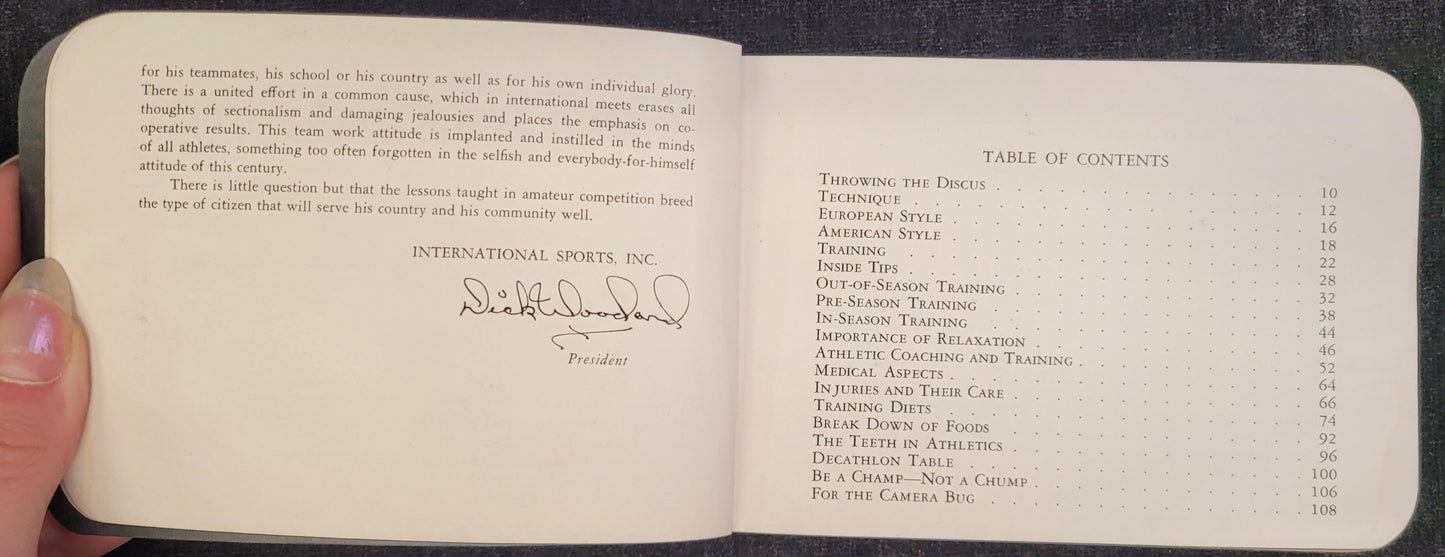 for his teammates, his school or his country as well as for his own individual glory.
There is a united effort in a common cause, which in international meets erases all
thoughts of sectionalism and damaging jealousies and places the emphasis on co-
operative results. This team work attitude is implanted and instilled in the minds
of all athletes, something too often forgotten in the selfish and everybody-for-himself
attitude of this century.
There is little question but that the lessons taught in amateur competition breed
the type of citizen that will serve his country and his community well.
INTERNATIONAL SPORTS, INC.
Dick Woodard
President
TABLE OF CONTENTS
THROWING THE DISCUS . . . . . . . . . . . . . . . . 10
TECHNIQUE . . . . . . . . . . . . . . . . 12
EUROPEAN STYLE . . . . . . . . . . . . . . . . 16
AMERICAN STYLE . . . . . . . . . . . . . . . . 18
TRAINING . . . . . . . . . . . . . . . . 22
INSIDE TIPS . . . . . . . . . . . . . . . . 28
OUT-OF-SEASON TRAINING . . . . . . . . . . . . . . . . 32
PRE-SEASON TRAINING . . . . . . . . . . . . . . . . 38
IN-SEASON TRAINING . . . . . . . . . . . . . . . . 44
IMPORTANCE OF RELAXATION . . . . . . . . . . . . . . . . 46
ATHLETIC COACHING AND TRAINING . . . . . . . . . . . . . . . . 52
MEDICAL ASPECTS . . . . . . . . . . . . . . . . 64
INJURIES AND THEIR CARE . . . . . . . . . . . . . . . . 66
TRAINING DIETS . . . . . . . . . . . . . . . . 74
BREAK DOWN OF FOODS . . . . . . . . . . . . . . . . 92
THE TEETH IN ATHLETICS . . . . . . . . . . . . . . . . 96
DECATHLON TABLE . . . . . . . . . . . . . . . . 100
BE A CHAMP—NOT A CHUMP . . . . . . . . . . . . . . . . 106
FOR THE CAMERA BUG . . . . . . . . . . . . . . . . 108